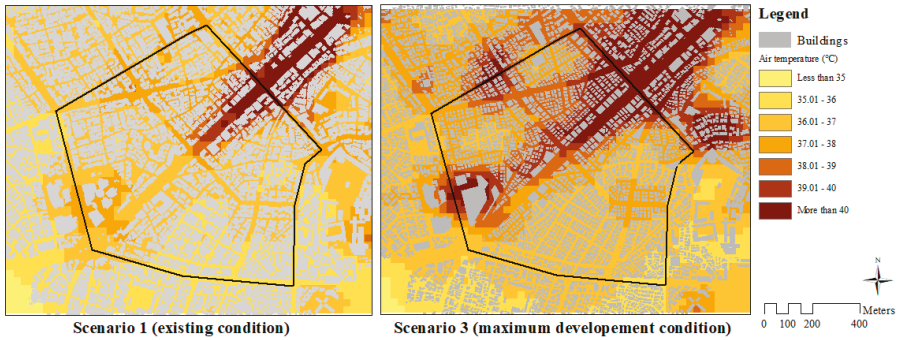 Legend
Buildings
Air temperature (°C)
Less than 35
35.01 - 36
36.01 - 37
37.01 - 38
38.01 - 39
39.01 - 40
More than 40
N
Meters
0 100 200 400
Scenario 1 (existing condition)
Scenario 3 (maximum developement condition)